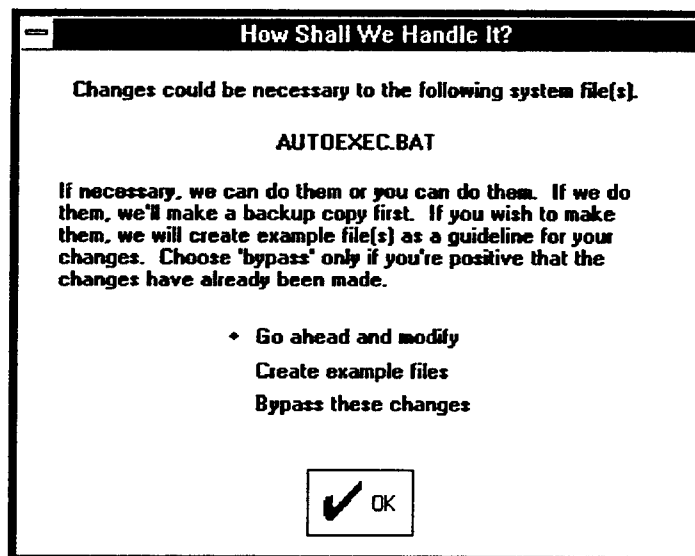 How Shall We Handle It?
Changes could be necessary to the following system file(s).
AUTOEXEC.BAT
If necessary, we can do them or you can do them. If we do
them, we'll make a backup copy first. If you wish to make
them, we will create example file(s) as a guideline for your
changes. Choose 'bypass' only if you're positive that the
changes have already been made.
Go ahead and modify
Create example files
Bypass these changes
OK